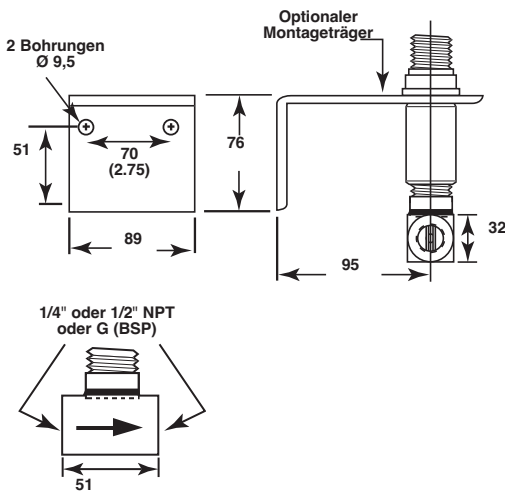 Optionaler
Montageträger
2 Bohrungen
Ø 9,5
51
70
(2.75)
76
89
95
32
1/4" oder 1/2" NPT
oder G (BSP)
51